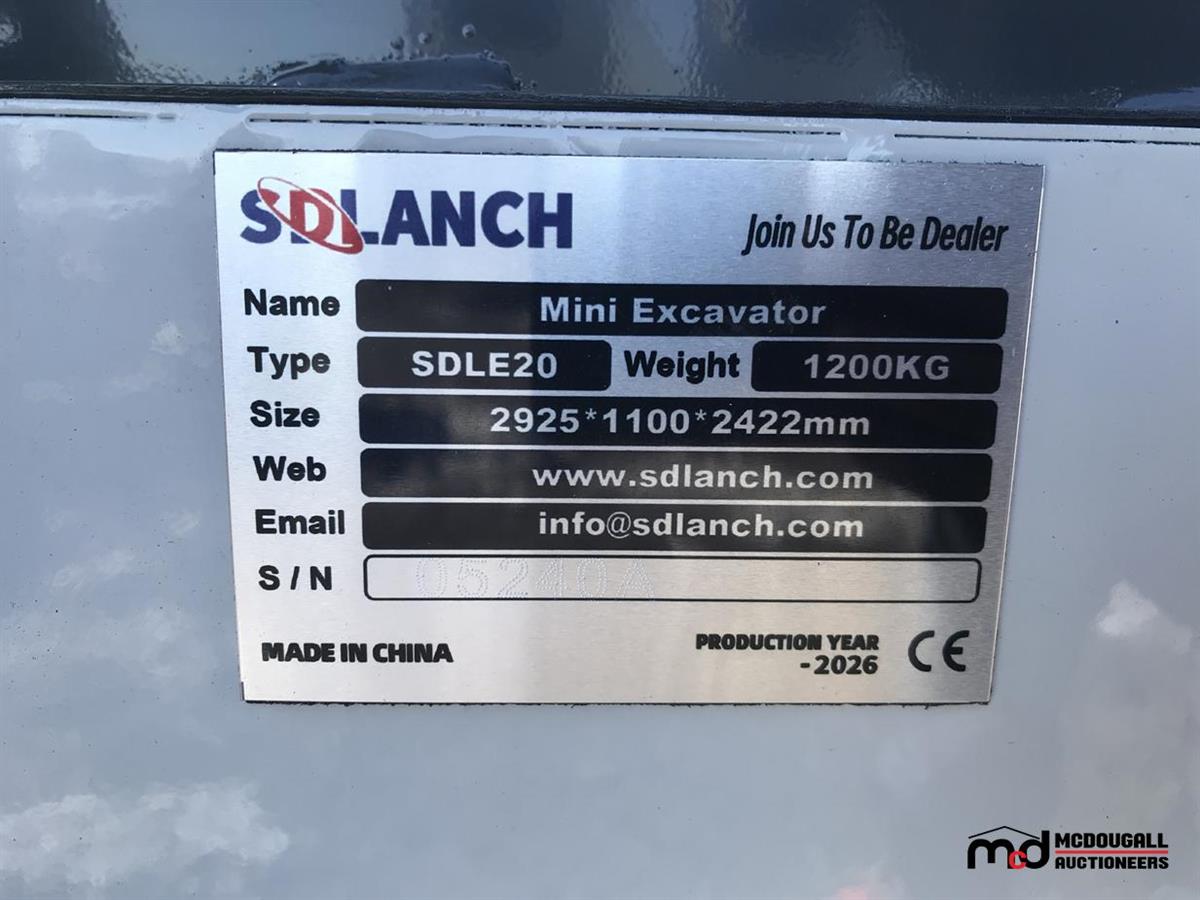 SDLANCH
Join Us To Be Dealer
Name Mini Excavator
Type SDLE20 Weight 1200KG
Size 2925*1100*2422mm
Web www.sdlanch.com
Email info@sdlanch.com
S / N 05240A
MADE IN CHINA
PRODUCTION YEAR
-2026
CE
mcd MCDOUGALL
AUCTIONEERS